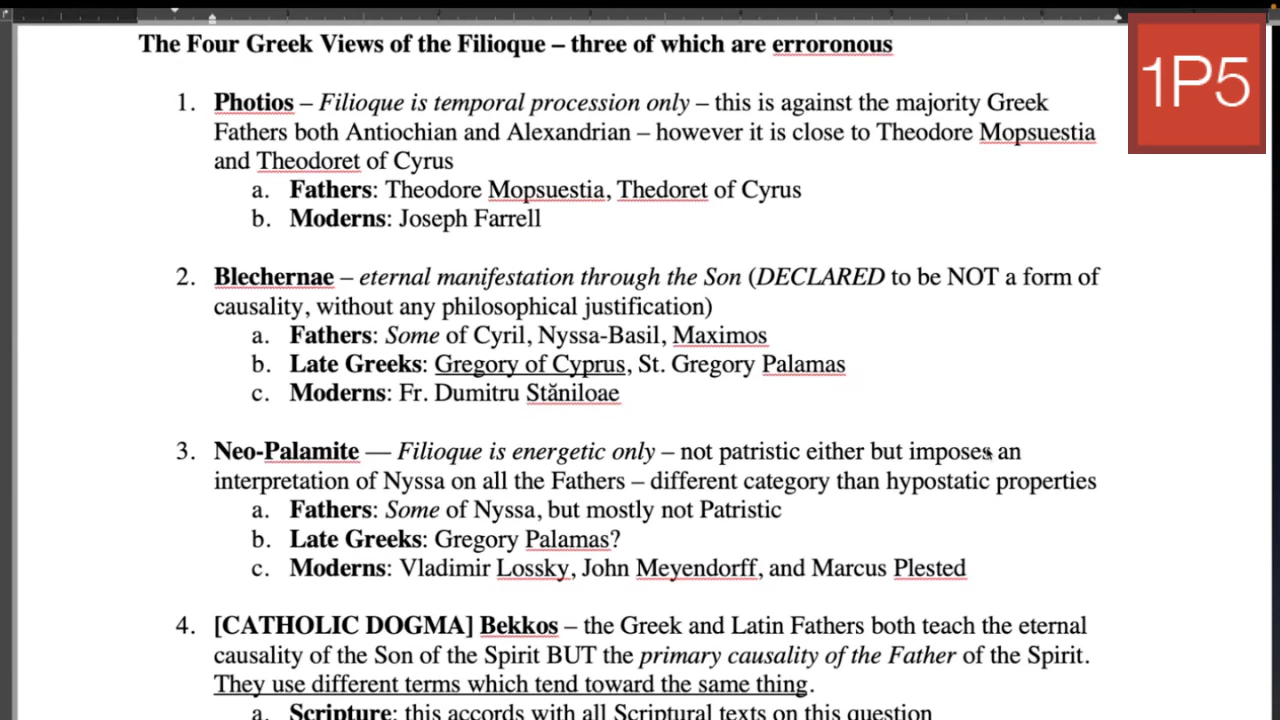 The Four Greek Views of the Filioque – three of which are erroronous
1P5
1. Photios – Filioque is temporal procession only – this is against the majority Greek
Fathers both Antiochian and Alexandrian – however it is close to Theodore Mopsuestia
and Theodoret of Cyrus
a. Fathers: Theodore Mopsuestia, Thedoret of Cyrus
b. Moderns: Joseph Farrell
2. Blechernae – eternal manifestation through the Son (DECLARED to be NOT a form of
causality, without any philosophical justification)
a. Fathers: Some of Cyril, Nyssa-Basil, Maximos
b. Late Greeks: Gregory of Cyprus, St. Gregory Palamas
c. Moderns: Fr. Dumitru Stăniloae
3. Neo-Palamite — Filioque is energetic only – not patristic either but imposes an
interpretation of Nyssa on all the Fathers – different category than hypostatic properties
a. Fathers: Some of Nyssa, but mostly not Patristic
b. Late Greeks: Gregory Palamas?
c. Moderns: Vladimir Lossky, John Meyendorff, and Marcus Plested
4. [CATHOLIC DOGMA] Bekkos – the Greek and Latin Fathers both teach the eternal
causality of the Son of the Spirit BUT the primary causality of the Father of the Spirit.
They use different terms which tend toward the same thing.
a. Scripture: this accords with all Scriptural texts on this question